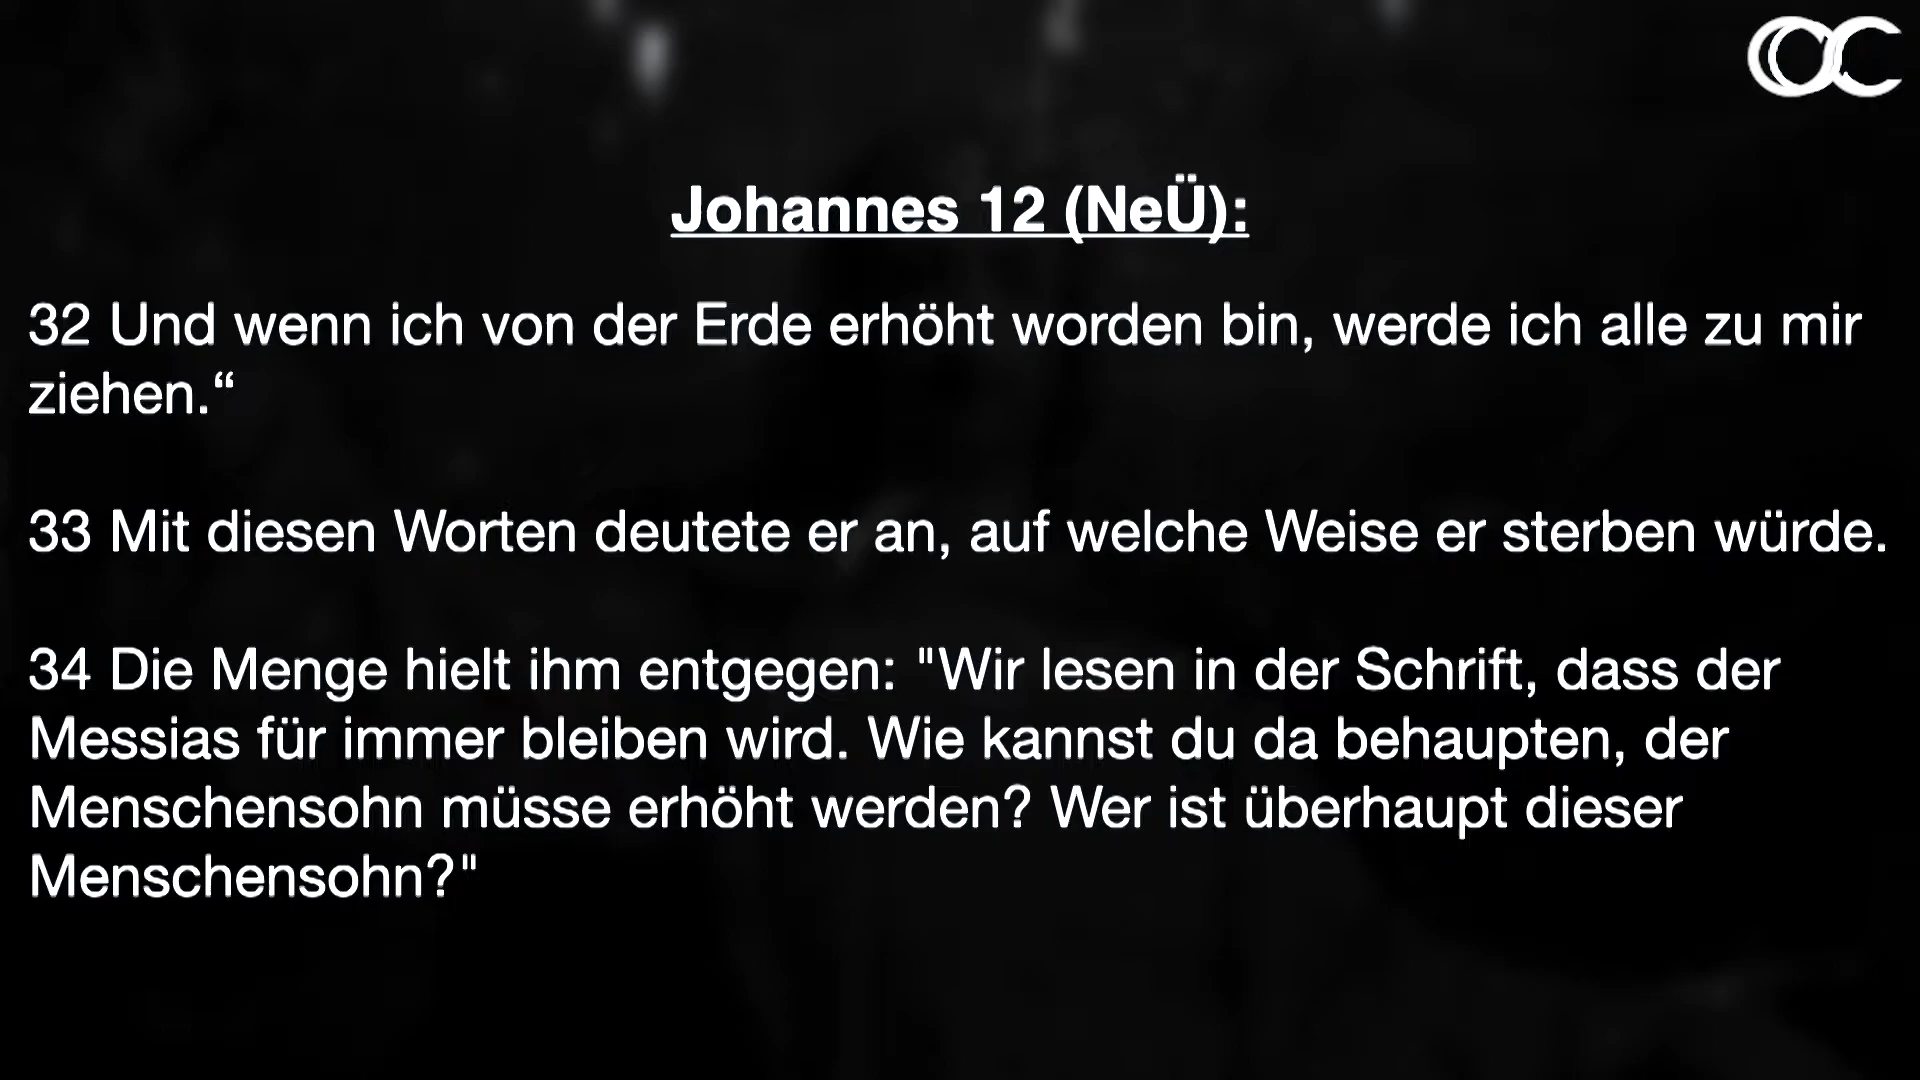 OC
Johannes 12 (NeÜ):
32 Und wenn ich von der Erde erhöht worden bin, werde ich alle zu mir
ziehen.“
33 Mit diesen Worten deutete er an, auf welche Weise er sterben würde.
34 Die Menge hielt ihm entgegen: "Wir lesen in der Schrift, dass der
Messias für immer bleiben wird. Wie kannst du da behaupten, der
Menschensohn müsse erhöht werden? Wer ist überhaupt dieser
Menschensohn?"